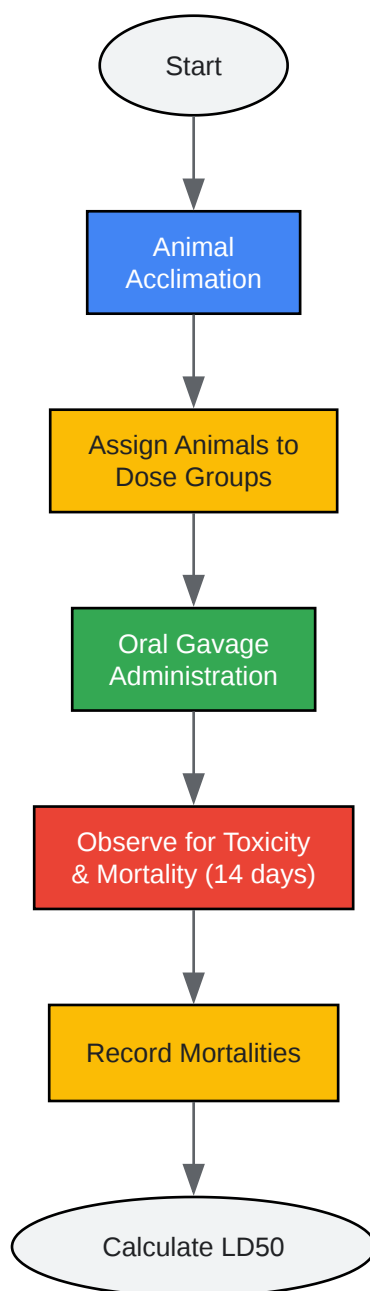 Start
Animal
Acclimation
Assign Animals to
Dose Groups
Oral Gavage
Administration
Observe for Toxicity
& Mortality (14 days)
Record Mortalities
Calculate LD50